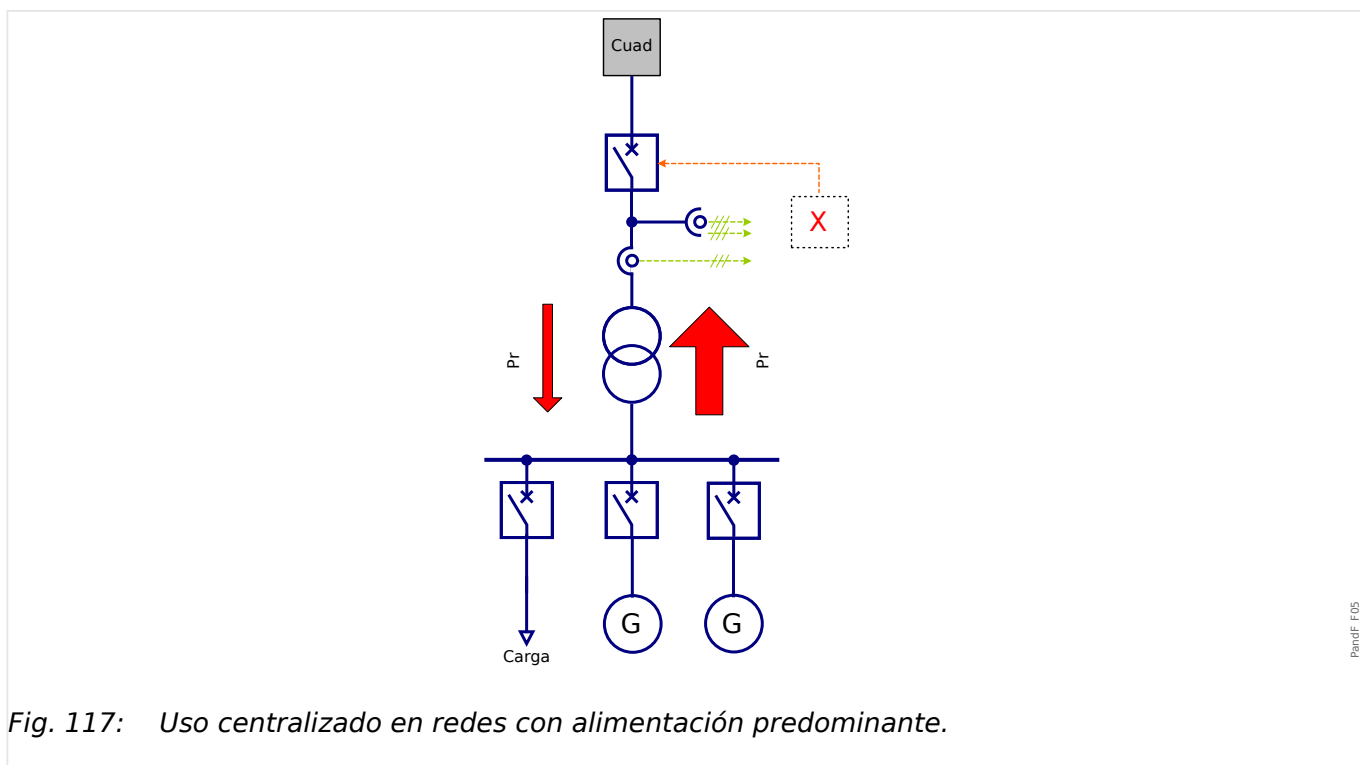 Cuad
X
Pr
Pr
G
G
Carga
PandF_F05
Fig. 117: Uso centralizado en redes con alimentación predominante.